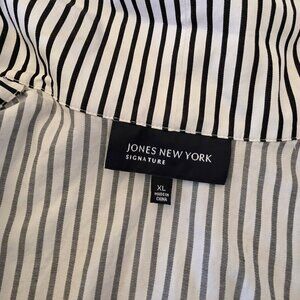 JONES NEW YORK
SIGNATURE
XL
MADE IN
CHINA